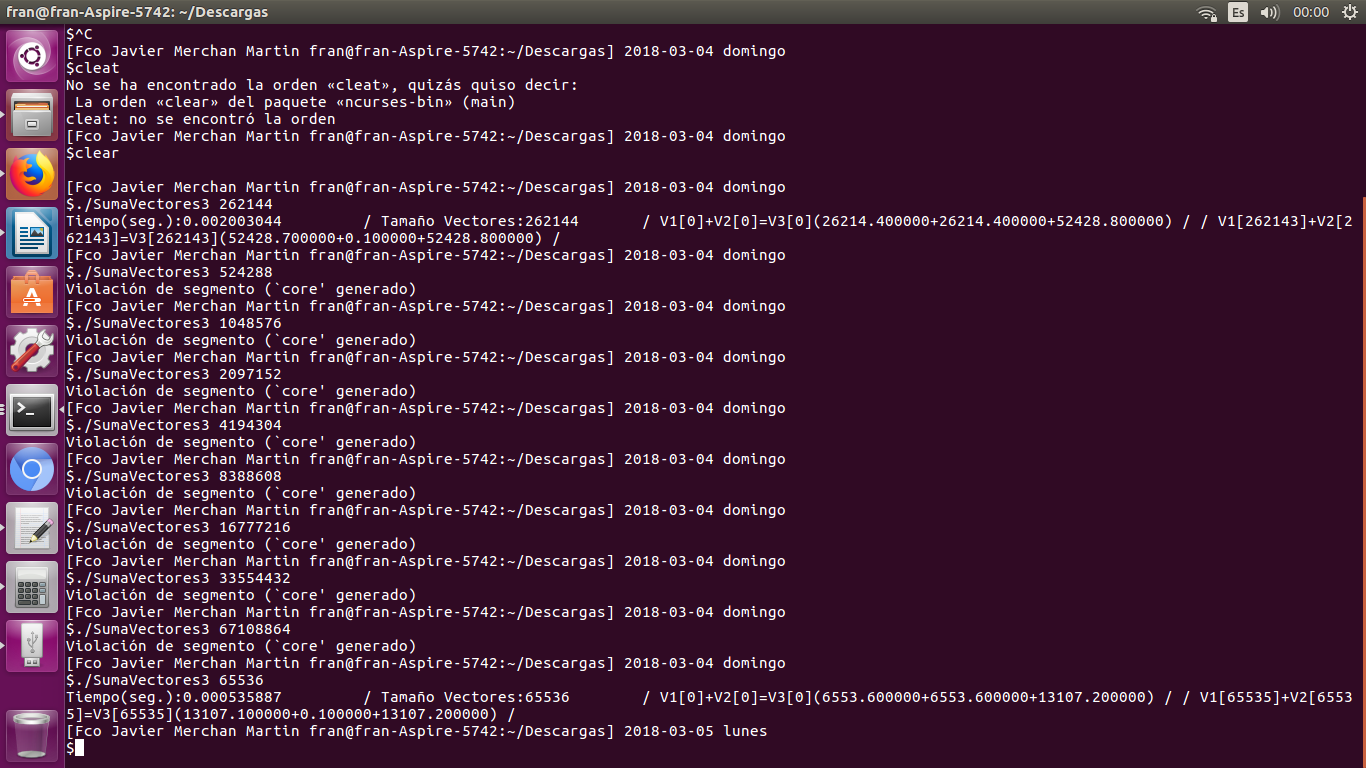 fran@fran-Aspire-5742: ~/Descargas
Es
00:00
$^C
[Fco Javier Merchan Martin fran@fran-Aspire-5742:~/Descargas] 2018-03-04 domingo
$cleat
No se ha encontrado la orden «cleat», quizás quiso decir:
 La orden «clear» del paquete «ncurses-bin» (main)
cleat: no se encontró la orden
[Fco Javier Merchan Martin fran@fran-Aspire-5742:~/Descargas] 2018-03-04 domingo
$clear
[Fco Javier Merchan Martin fran@fran-Aspire-5742:~/Descargas] 2018-03-04 domingo
$./SumaVectores3 262144
Tiempo(seg.):0.002003044         / Tamaño Vectores:262144       / V1[0]+V2[0]=V3[0](26214.400000+26214.400000+52428.800000) / / V1[262143]+V2[2
62143]=V3[262143](52428.700000+0.100000+52428.800000) /
[Fco Javier Merchan Martin fran@fran-Aspire-5742:~/Descargas] 2018-03-04 domingo
$./SumaVectores3 524288
Violación de segmento (`core' generado)
[Fco Javier Merchan Martin fran@fran-Aspire-5742:~/Descargas] 2018-03-04 domingo
$./SumaVectores3 1048576
Violación de segmento (`core' generado)
[Fco Javier Merchan Martin fran@fran-Aspire-5742:~/Descargas] 2018-03-04 domingo
$./SumaVectores3 2097152
Violación de segmento (`core' generado)
[Fco Javier Merchan Martin fran@fran-Aspire-5742:~/Descargas] 2018-03-04 domingo
$./SumaVectores3 4194304
Violación de segmento (`core' generado)
[Fco Javier Merchan Martin fran@fran-Aspire-5742:~/Descargas] 2018-03-04 domingo
$./SumaVectores3 8388608
Violación de segmento (`core' generado)
[Fco Javier Merchan Martin fran@fran-Aspire-5742:~/Descargas] 2018-03-04 domingo
$./SumaVectores3 16777216
Violación de segmento (`core' generado)
[Fco Javier Merchan Martin fran@fran-Aspire-5742:~/Descargas] 2018-03-04 domingo
$./SumaVectores3 33554432
Violación de segmento (`core' generado)
[Fco Javier Merchan Martin fran@fran-Aspire-5742:~/Descargas] 2018-03-04 domingo
$./SumaVectores3 67108864
Violación de segmento (`core' generado)
[Fco Javier Merchan Martin fran@fran-Aspire-5742:~/Descargas] 2018-03-04 domingo
$./SumaVectores3 65536
Tiempo(seg.):0.000535887         / Tamaño Vectores:65536        / V1[0]+V2[0]=V3[0](6553.600000+6553.600000+13107.200000) / / V1[65535]+V2[6553
5]=V3[65535](13107.100000+0.100000+13107.200000) /
[Fco Javier Merchan Martin fran@fran-Aspire-5742:~/Descargas] 2018-03-05 lunes
$